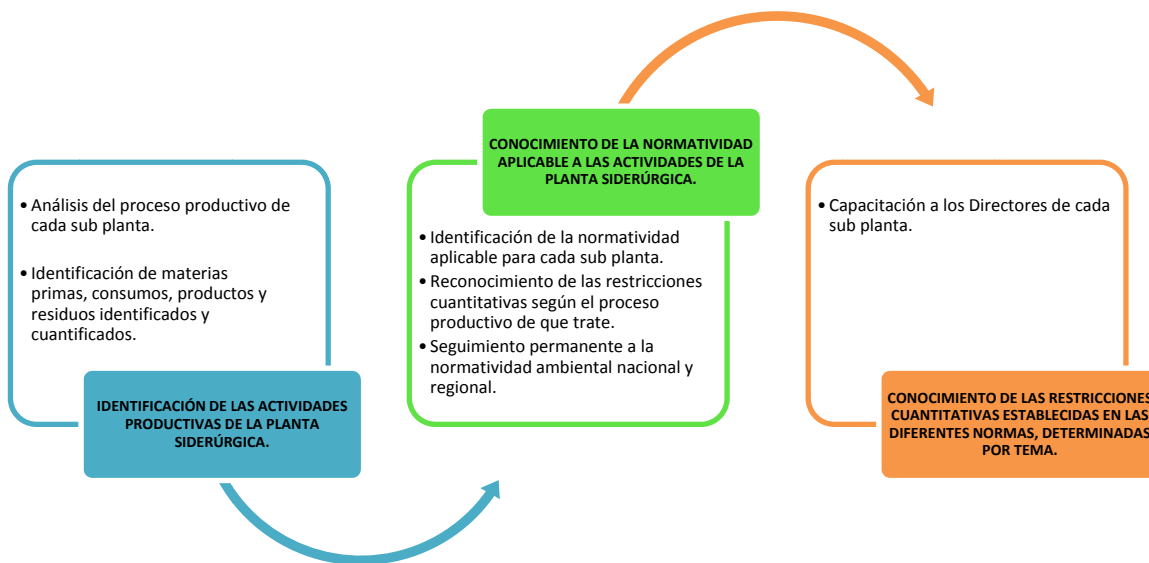 • Análisis del proceso productivo de
cada sub planta.
• Identificación de materias
primas, consumos, productos y
residuos identificados y
cuantificados.
IDENTIFICACIÓN DE LAS ACTIVIDADES
PRODUCTIVAS DE LA PLANTA
SIDERÚRGICA.
CONOCIMIENTO DE LA NORMATIVIDAD
APLICABLE A LAS ACTIVIDADES DE LA
PLANTA SIDERÚRGICA.
• Identificación de la normatividad
aplicable para cada sub planta.
• Reconocimiento de las restricciones
cuantitativas según el proceso
productivo de que trate.
• Seguimiento permanente a la
normatividad ambiental nacional y
regional.
• Capacitación a los Directores de cada
sub planta.
CONOCIMIENTO DE LAS RESTRICCIONES
CUANTITATIVAS ESTABLECIDAS EN LAS
DIFERENTES NORMAS, DETERMINADAS
POR TEMA.